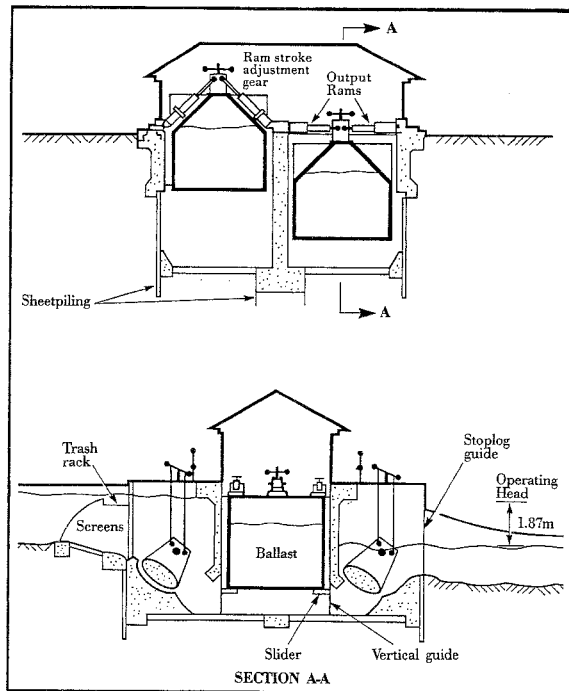 A
Ram stroke
adjustment
gear
Output
Rams
Sheetpiling
A
Trash
rack
Stoplog
guide
Operating
Head
1.87m
Screens
Ballast
Slider
Vertical guide
SECTION A-A